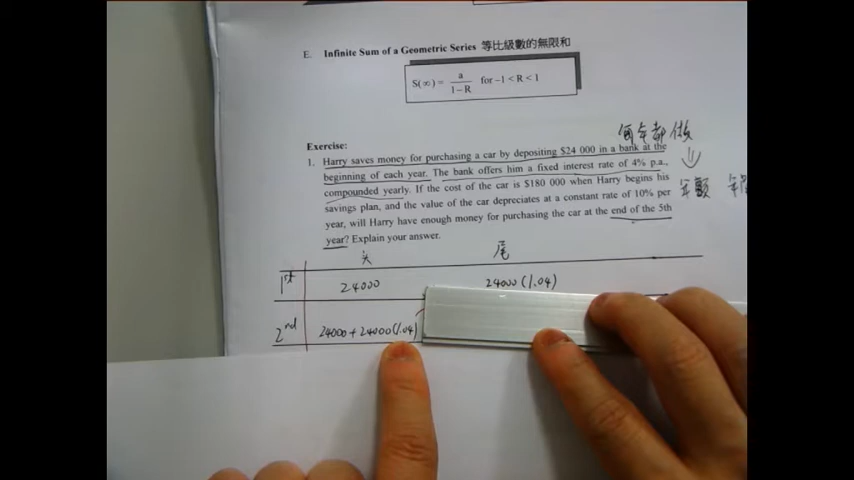 E. Infinite Sum of a Geometric Series 等比級數的無限和
S(∞) = a/(1–R) for –1 < R < 1
Exercise:
每年都做
1. Harry saves money for purchasing a car by depositing $24 000 in a bank at the
beginning of each year. The bank offers him a fixed interest rate of 4% p.a.,
compounded yearly. If the cost of the car is $180 000 when Harry begins his
年
savings plan, and the value of the car depreciates at a constant rate of 10% per
year, will Harry have enough money for purchasing the car at the end of the 5th
year? Explain your answer.
头 尾
1st 24000 24000(1.04)
2nd 24000 + 24000(1.04)